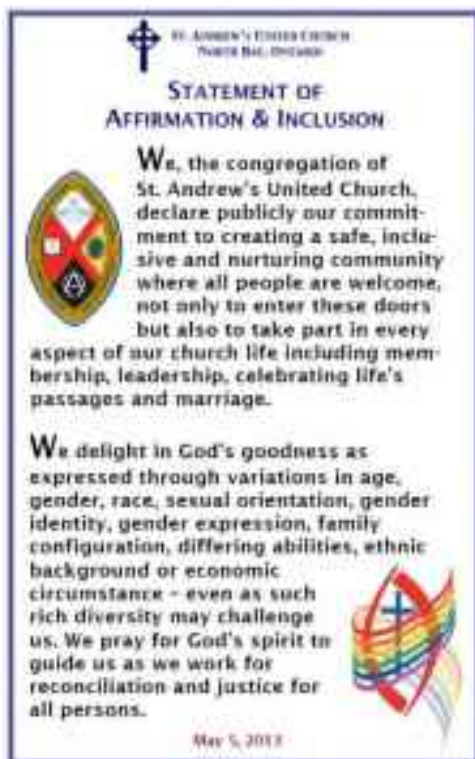 ST. ANDREW'S UNITED CHURCH
NORTH BAY, ONTARIO
STATEMENT OF
AFFIRMATION & INCLUSION
We, the congregation of
St. Andrew's United Church,
declare publicly our commit-
ment to creating a safe, inclu-
sive and nurturing community
where all people are welcome,
not only to enter these doors
but also to take part in every
aspect of our church life including mem-
bership, leadership, celebrating life's
passages and marriage.
We delight in God's goodness as
expressed through variations in age,
gender, race, sexual orientation, gender
identity, gender expression, family
configuration, differing abilities, ethnic
background or economic
circumstance - even as such
rich diversity may challenge
us. We pray for God's spirit to
guide us as we work for
reconciliation and justice for
all persons.
May 5, 2013